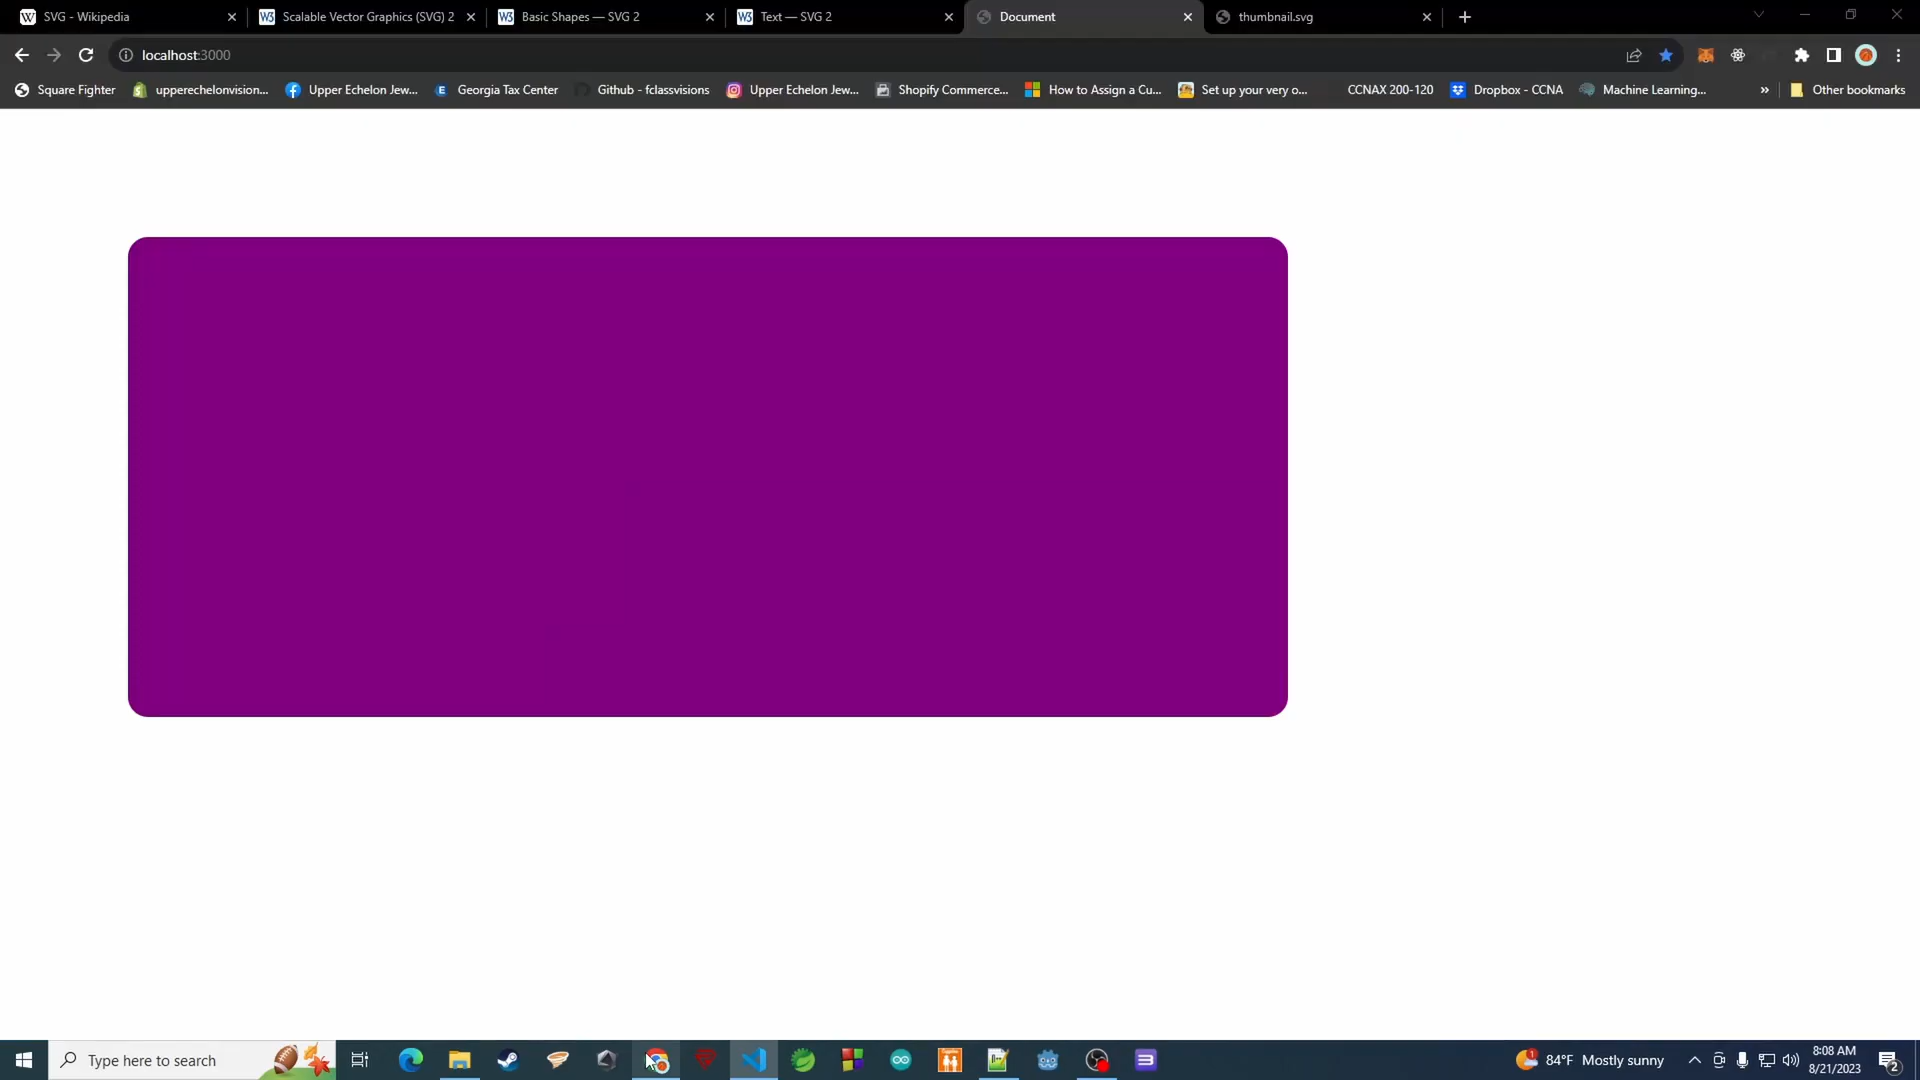 SVG - Wikipedia
Scalable Vector Graphics (SVG) 2
Basic Shapes — SVG 2
Text — SVG 2
Document
thumbnail.svg
localhost:3000
Square Fighter
upperechelonvision...
Upper Echelon Jew...
Georgia Tax Center
Github - fclassvisions
Upper Echelon Jew...
Shopify Commerce...
How to Assign a Cu...
Set up your very o...
CCNAX 200-120
Dropbox - CCNA
Machine Learning...
»
Other bookmarks
Type here to search
84°F Mostly sunny
8:08 AM
8/21/2023
2